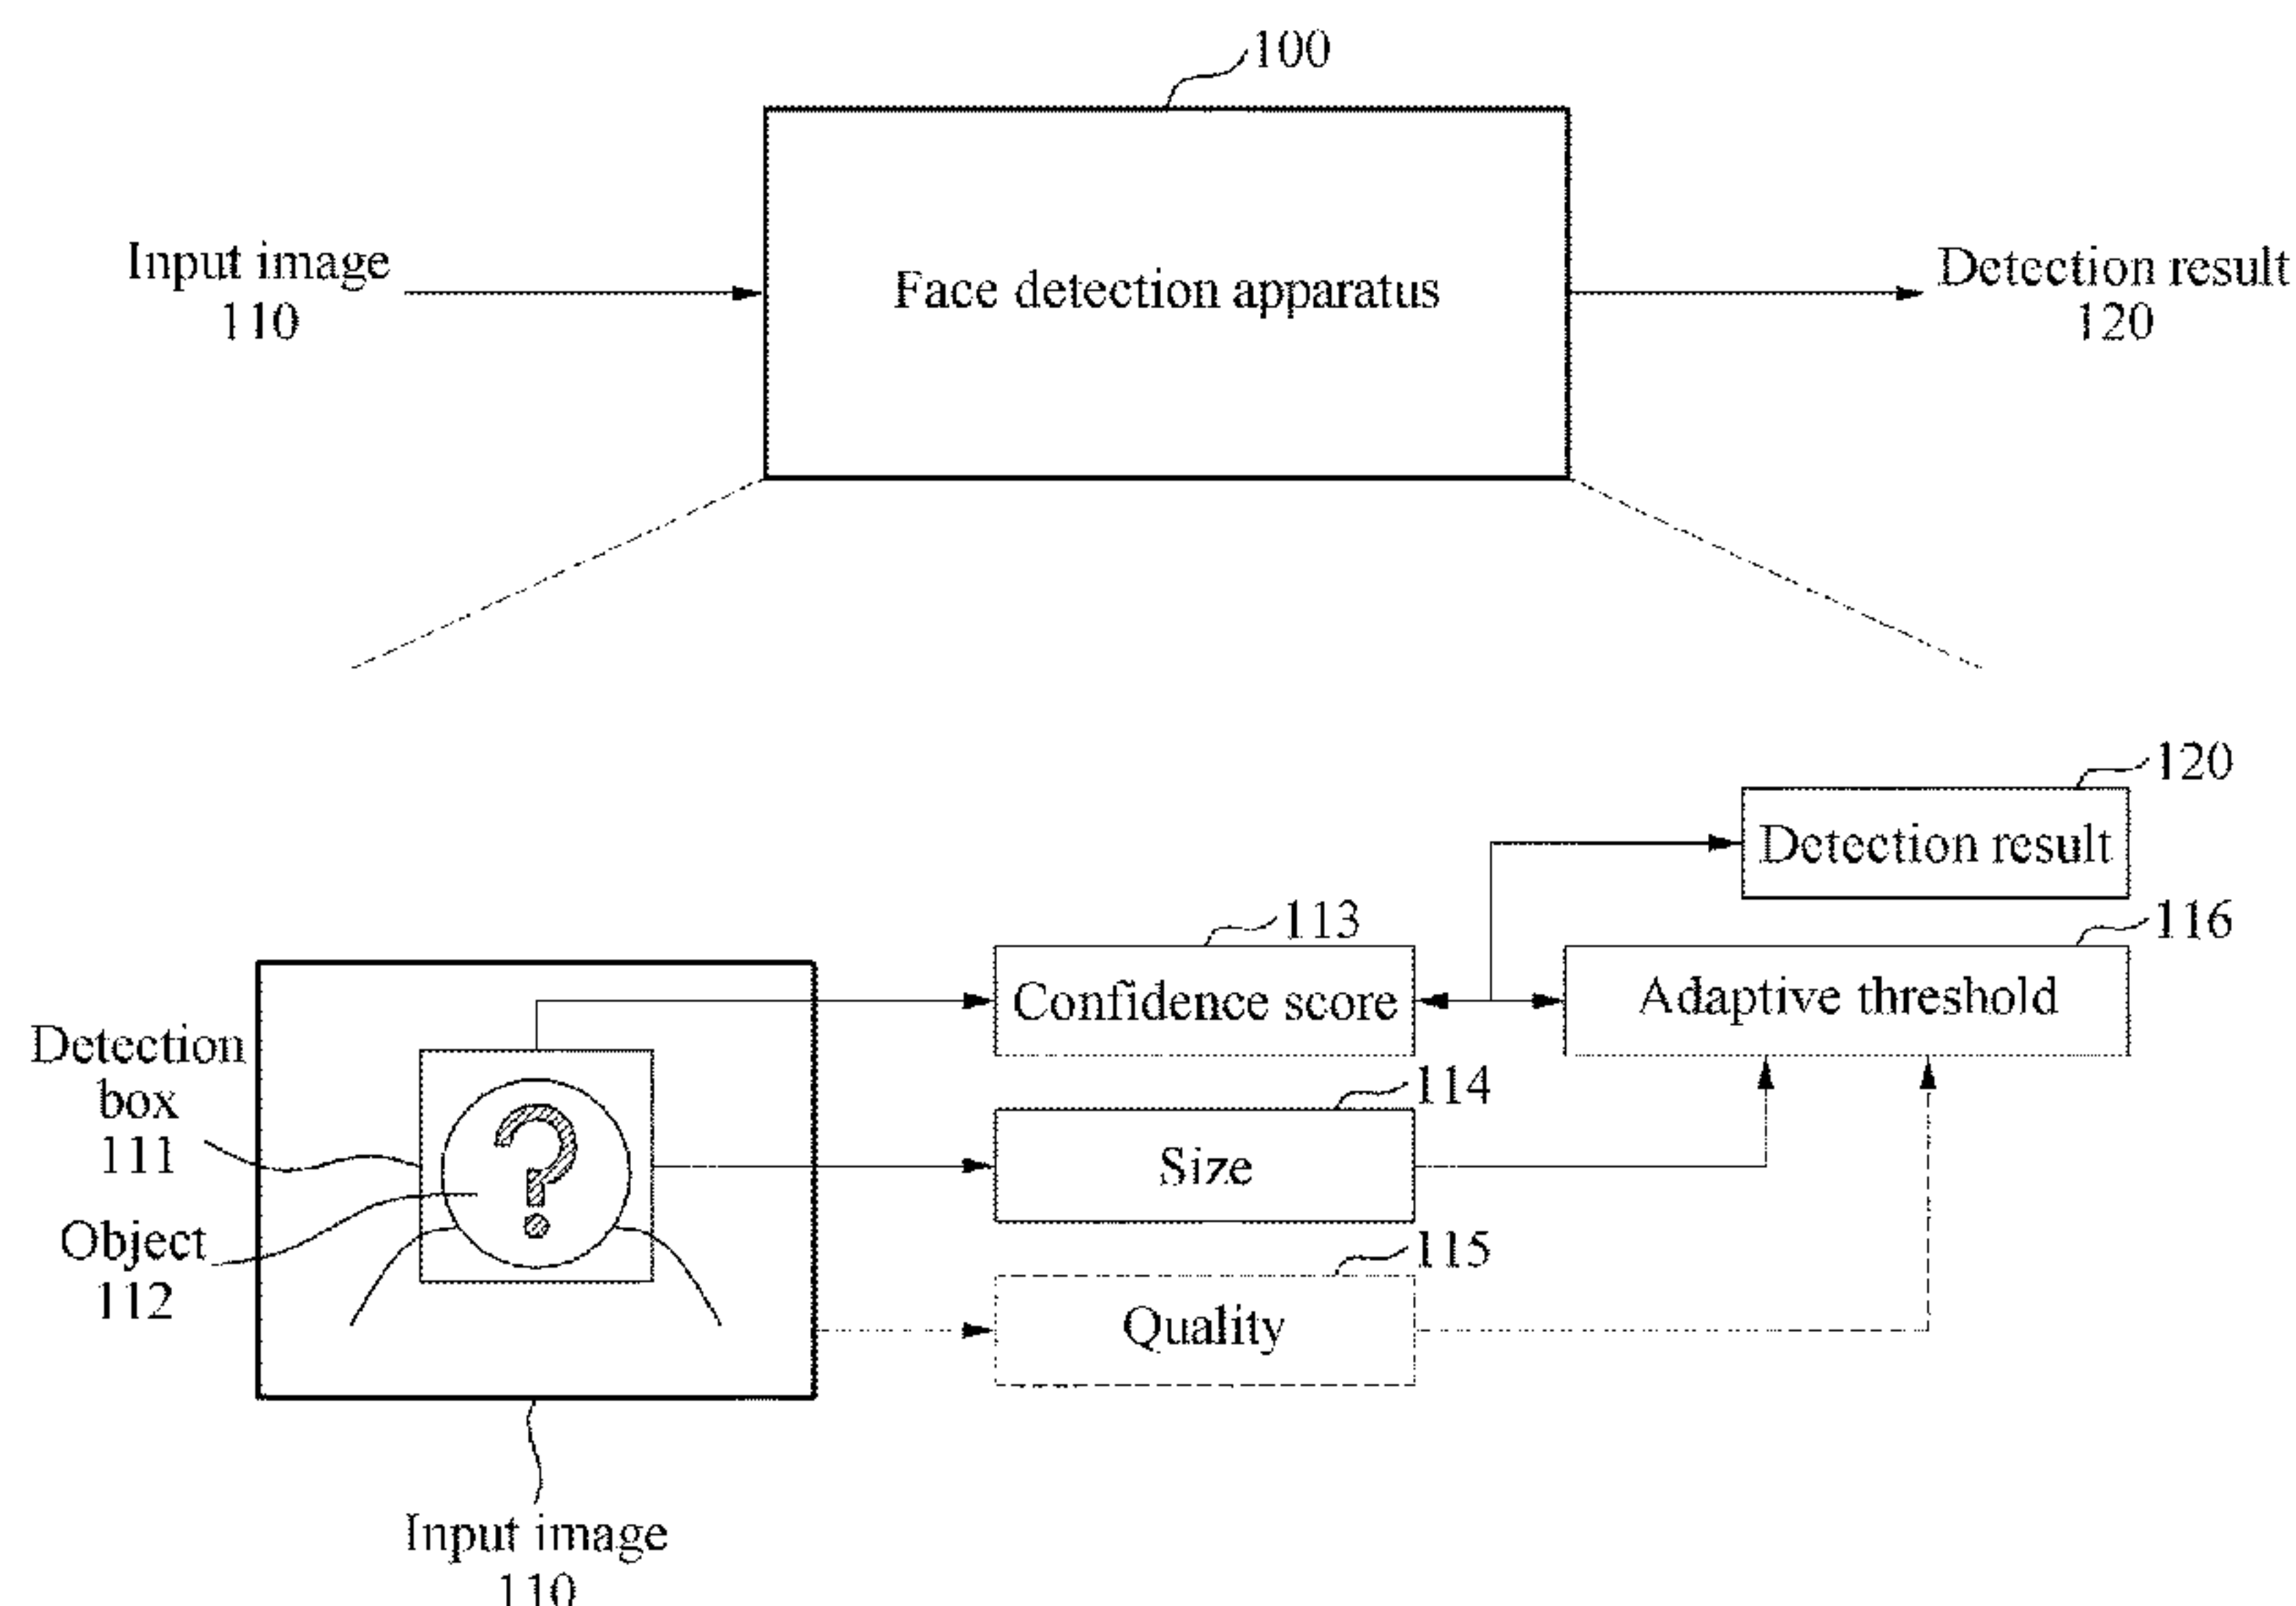 100
Input image
110
Face detection apparatus
Detection result
120
120
Detection result
113
116
Confidence score
Adaptive threshold
Detection
box
111
114
Size
Object
112
?
115
Quality
Input image
110